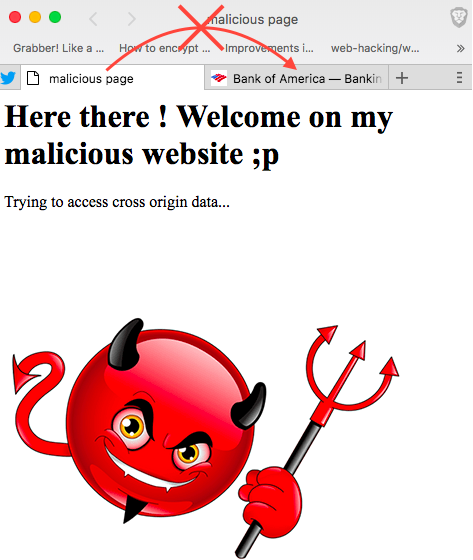 malicious page
Grabber! Like a ... How to encrypt ... Improvements i... web-hacking/w...
malicious page Bank of America — Bankin
Here there ! Welcome on my
malicious website ;p
Trying to access cross origin data...